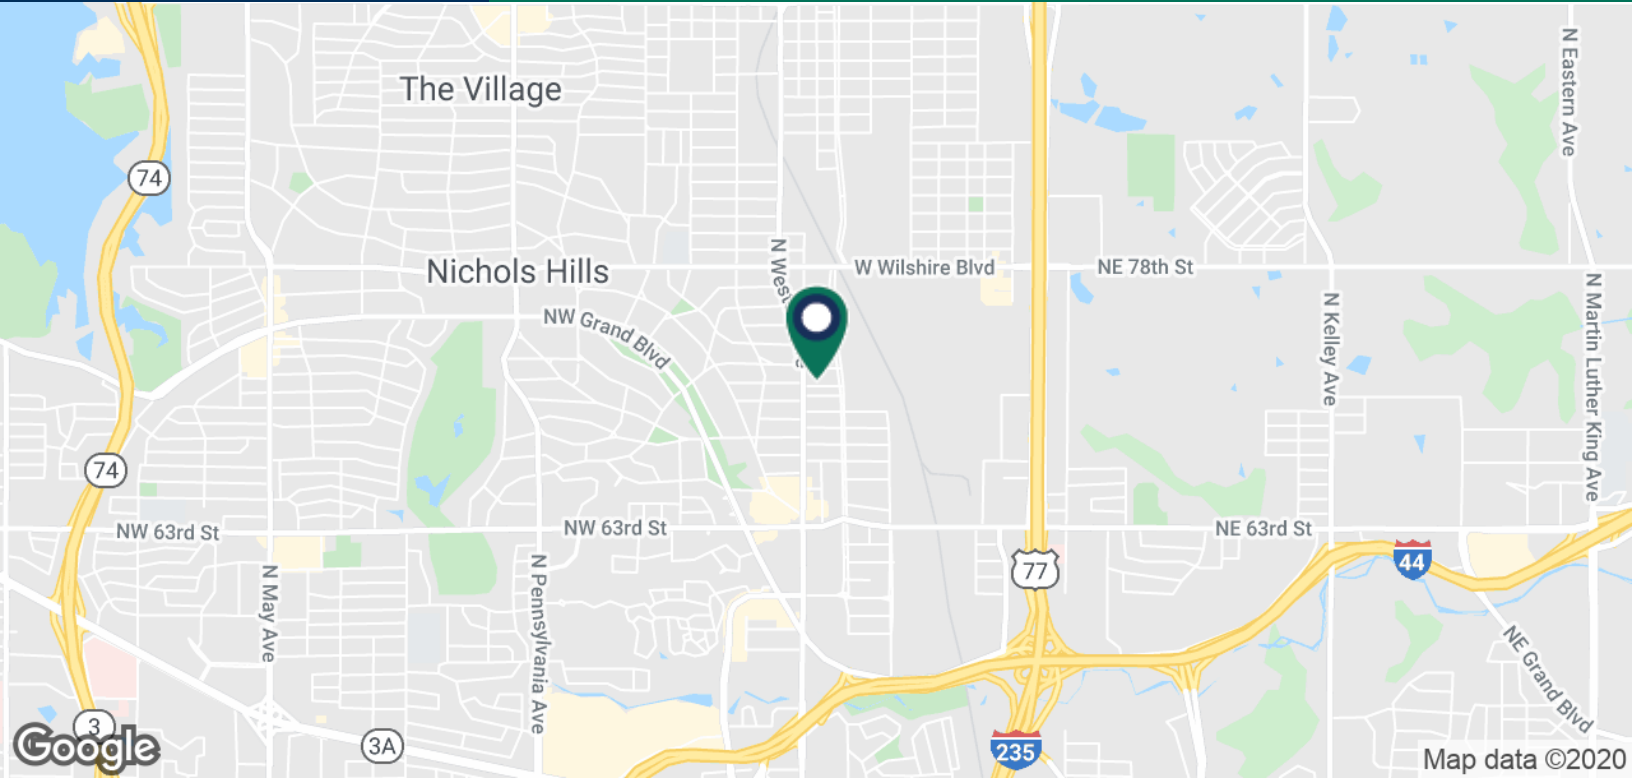 The Village
74
N Eastern Ave
N West
W Wilshire Blvd
NE 78th St
Nichols Hills
NW Grand Blvd
N Kelley Ave
N Martin Luther King Ave
74
NW 63rd St
NW 63rd St
NE 63rd St
N May Ave
N Pennsylvania Ave
77
44
NE Grand Blvd
3
3A
235
Google
Map data ©2020